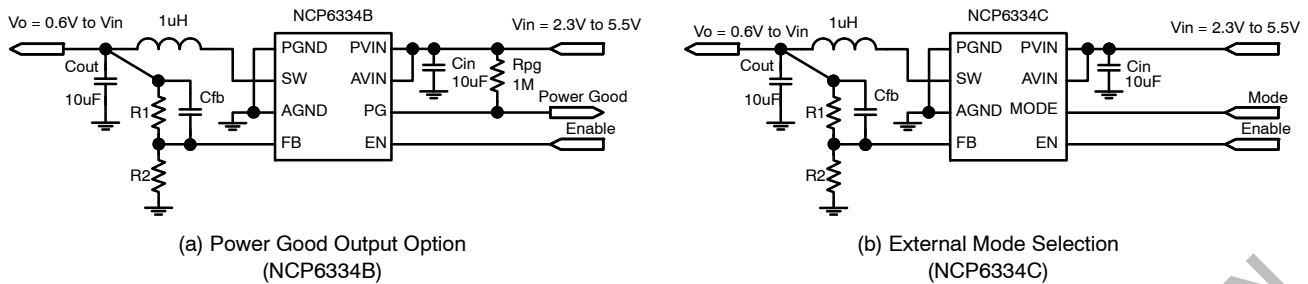 NCP6334B
Vo = 0.6V to Vin
1uH
Vin = 2.3V to 5.5V
PGND
PVIN
SW
AVIN
AGND
PG
FB
EN
Cout
10uF
Cfb
R1
R2
Cin
10uF
Rpg
1M
Power Good
Enable
(a) Power Good Output Option
(NCP6334B)
NCP6334C
Vo = 0.6V to Vin
1uH
Vin = 2.3V to 5.5V
PGND
PVIN
SW
AVIN
AGND
MODE
FB
EN
Cout
10uF
Cfb
R1
R2
Cin
10uF
Mode
Enable
(b) External Mode Selection
(NCP6334C)
N